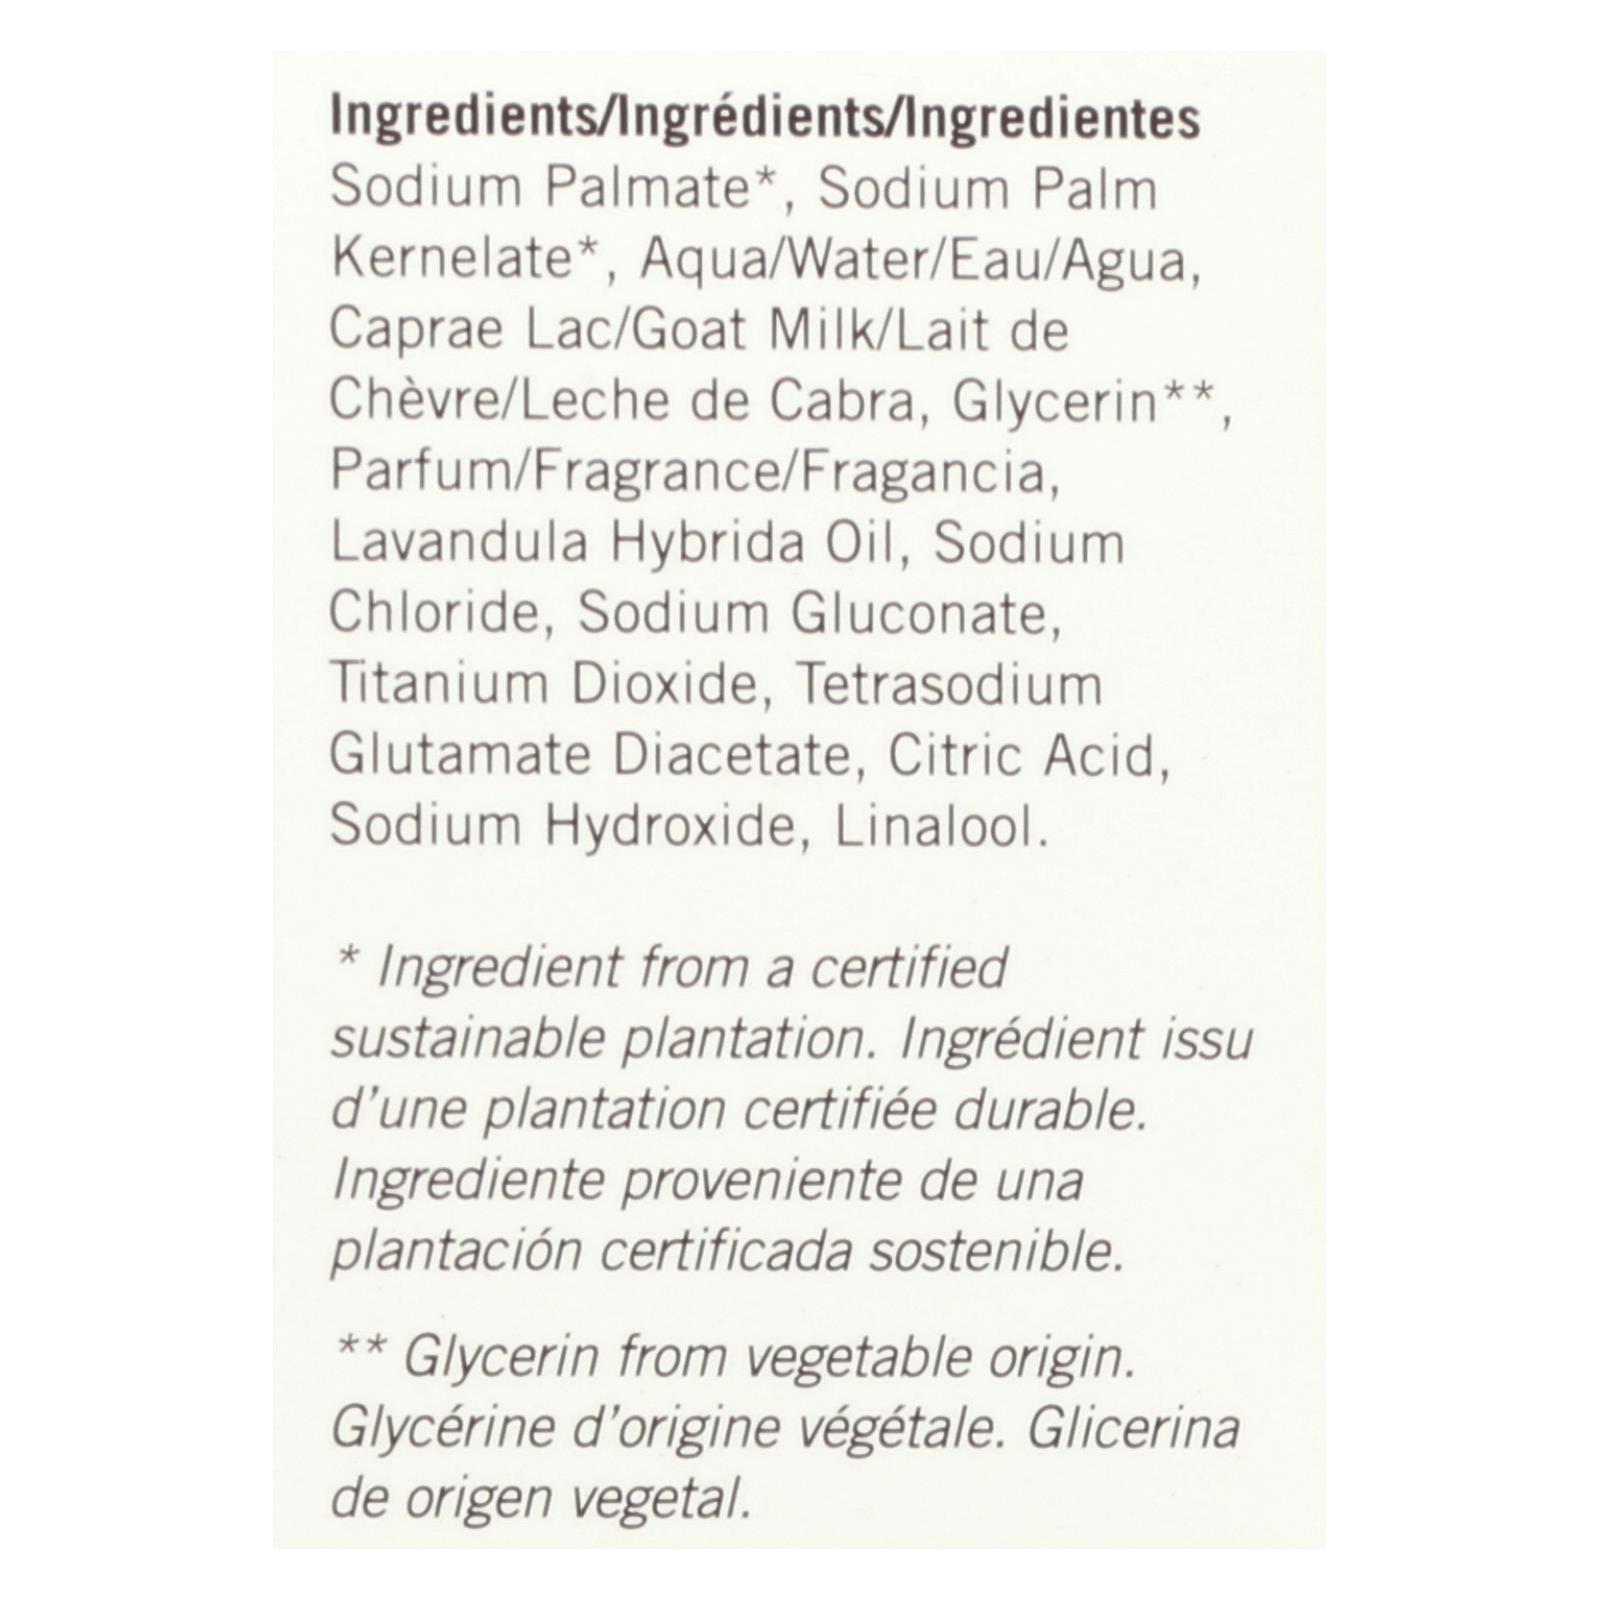 Ingredients/Ingrédients/Ingredientes
Sodium Palmate*, Sodium Palm
Kernelate*, Aqua/Water/Eau/Agua,
Caprae Lac/Goat Milk/Lait de
Chèvre/Leche de Cabra, Glycerin**,
Parfum/Fragrance/Fragancia,
Lavandula Hybrida Oil, Sodium
Chloride, Sodium Gluconate,
Titanium Dioxide, Tetrasodium
Glutamate Diacetate, Citric Acid,
Sodium Hydroxide, Linalool.
* Ingredient from a certified
sustainable plantation. Ingrédient issu
d’une plantation certifiée durable.
Ingrediente proveniente de una
plantación certificada sostenible.
** Glycerin from vegetable origin.
Glycérine d’origine végétale. Glicerina
de origen vegetal.